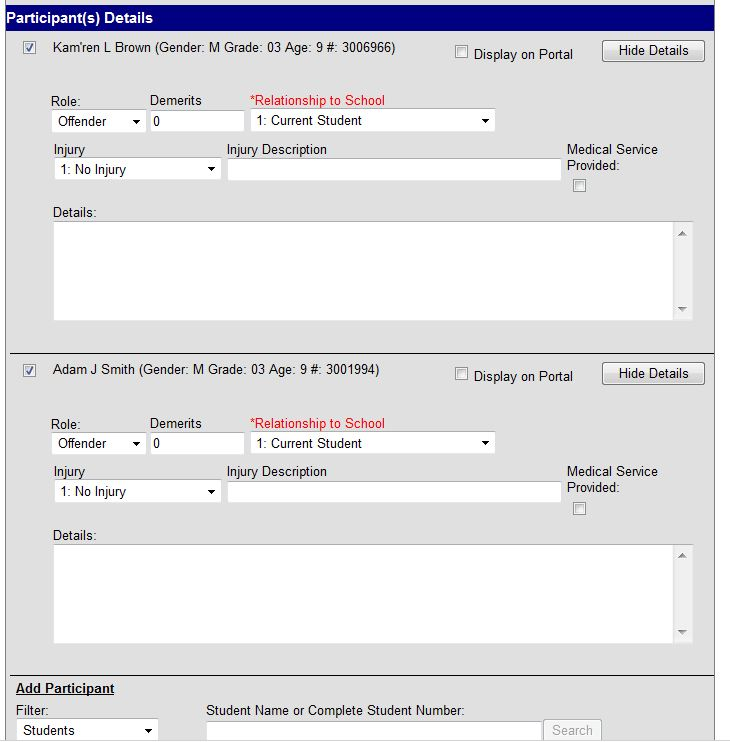 Participant(s) Details
Kam'ren L Brown (Gender: M Grade: 03 Age: 9 #: 3006966)
Display on Portal
Hide Details
Role: Demerits *Relationship to School
Offender 0 1: Current Student
Injury Injury Description Medical Service Provided:
1: No Injury
Details:
Adam J Smith (Gender: M Grade: 03 Age: 9 #: 3001994)
Display on Portal
Hide Details
Role: Demerits *Relationship to School
Offender 0 1: Current Student
Injury Injury Description Medical Service Provided:
1: No Injury
Details:
Add Participant
Filter: Student Name or Complete Student Number:
Students Search